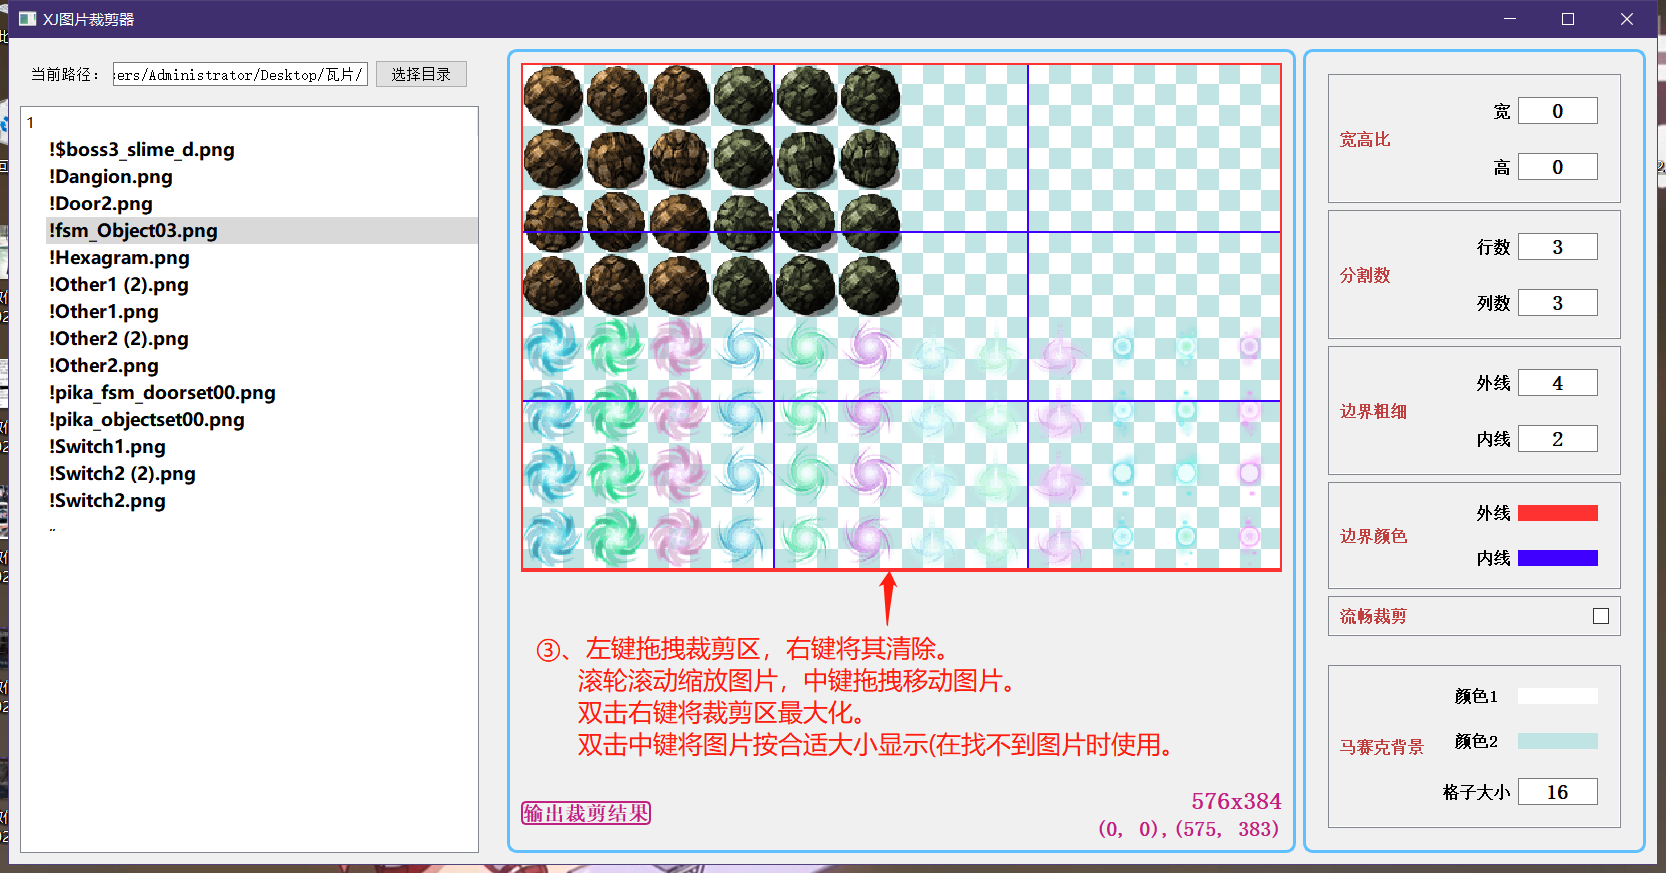 XJ图片裁剪器
当前路径： ers/Administrator/Desktop/瓦片/ 选择目录
1
!$boss3_slime_d.png
!Dangion.png
!Door2.png
!fsm_Object03.png
!Hexagram.png
!Other1 (2).png
!Other1.png
!Other2 (2).png
!Other2.png
!pika_fsm_doorset00.png
!pika_objectset00.png
!Switch1.png
!Switch2 (2).png
!Switch2.png
..
③、左键拖拽裁剪区，右键将其清除。
滚轮滚动缩放图片，中键拖拽移动图片。
双击右键将裁剪区最大化。
双击中键将图片按合适大小显示(在找不到图片时使用。
输出裁剪结果
576x384
(0, 0),(575, 383)
宽高比
宽 0
高 0
分割数
行数 3
列数 3
边界粗细
外线 4
内线 2
边界颜色
外线
内线
流畅裁剪
马赛克背景
颜色1
颜色2
格子大小 16